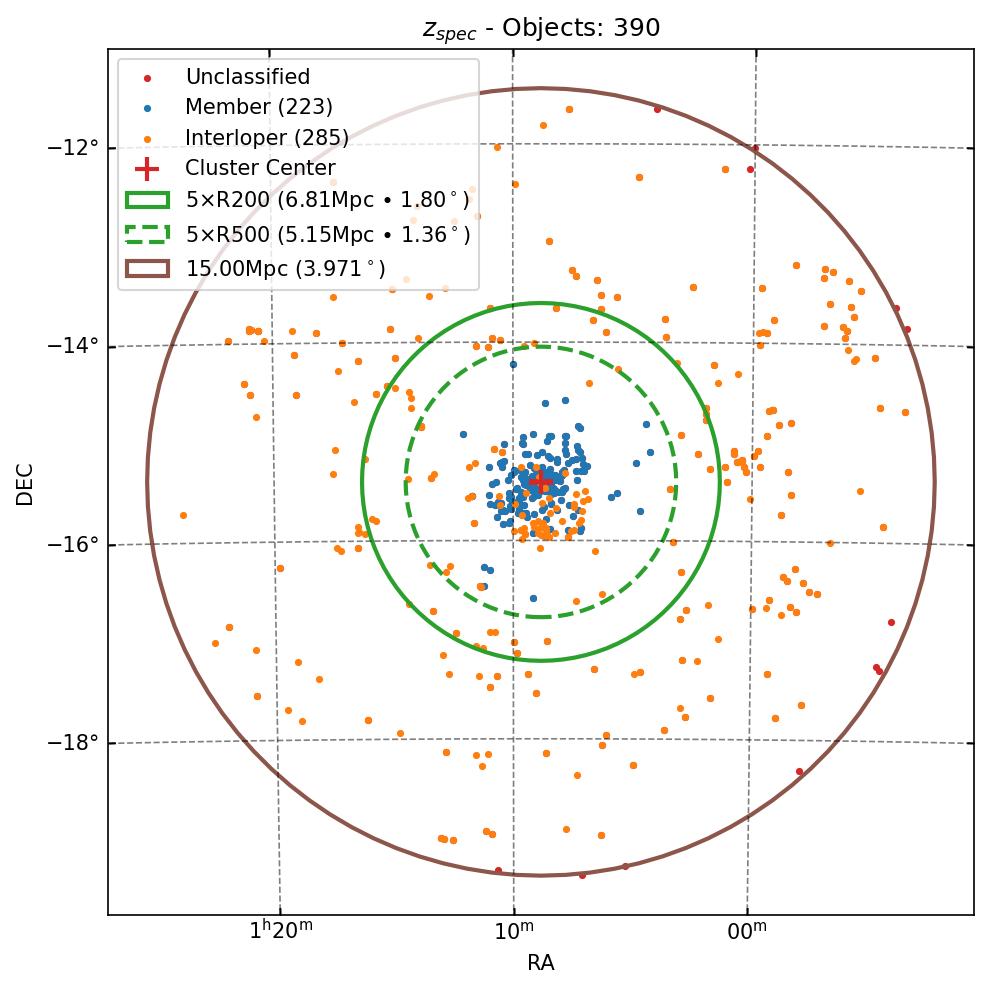 z_spec - Objects: 390
Unclassified
Member (223)
Interloper (285)
Cluster Center
5×R200 (6.81Mpc • 1.80°)
5×R500 (5.15Mpc • 1.36°)
15.00Mpc (3.971°)
−12°
−14°
−16°
−18°
DEC
1ʰ20ᵐ 10ᵐ 00ᵐ
RA